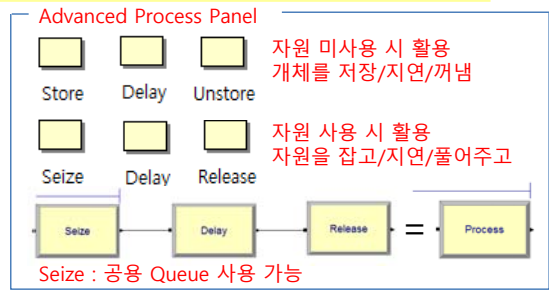 Advanced Process Panel
자원 미사용 시 활용
개체를 저장/지연/꺼냄
Store Delay Unstore
자원 사용 시 활용
자원을 잡고/지연/풀어주고
Seize Delay Release
Seize Delay Release = Process
Seize : 공용 Queue 사용 가능